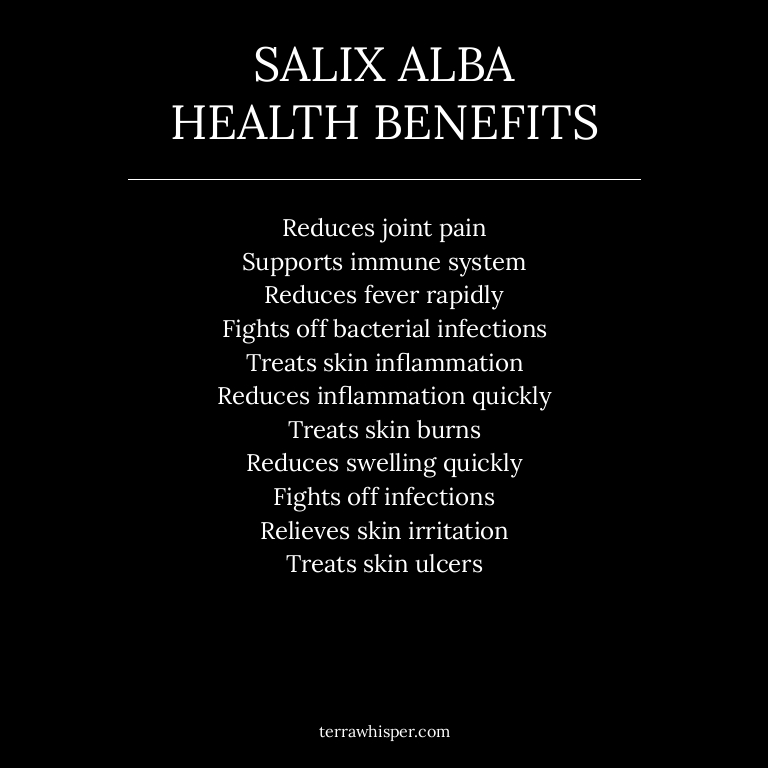 SALIX ALBA
HEALTH BENEFITS
Reduces joint pain
Supports immune system
Reduces fever rapidly
Fights off bacterial infections
Treats skin inflammation
Reduces inflammation quickly
Treats skin burns
Reduces swelling quickly
Fights off infections
Relieves skin irritation
Treats skin ulcers
terrawhisper.com